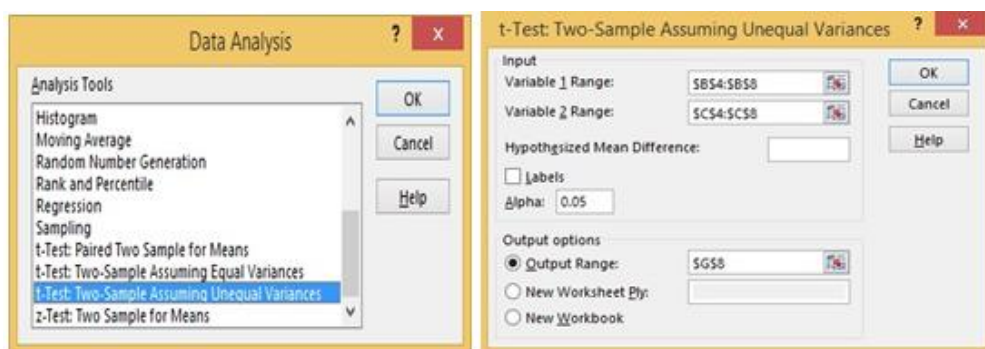 Data Analysis
?
x
Analysis Tools
Histogram
Moving Average
Random Number Generation
Rank and Percentile
Regression
Sampling
t-Test: Paired Two Sample for Means
t-Test: Two-Sample Assuming Equal Variances
t-Test: Two-Sample Assuming Unequal Variances
z-Test: Two Sample for Means
OK
Cancel
Help
t-Test: Two-Sample Assuming Unequal Variances
?
x
Input
Variable 1 Range:
$B$4:$B$8
Variable 2 Range:
$C$4:$C$8
Hypothesized Mean Difference:
Labels
Alpha: 0.05
Output options
Output Range:
$G$8
New Worksheet Ply:
New Workbook
OK
Cancel
Help